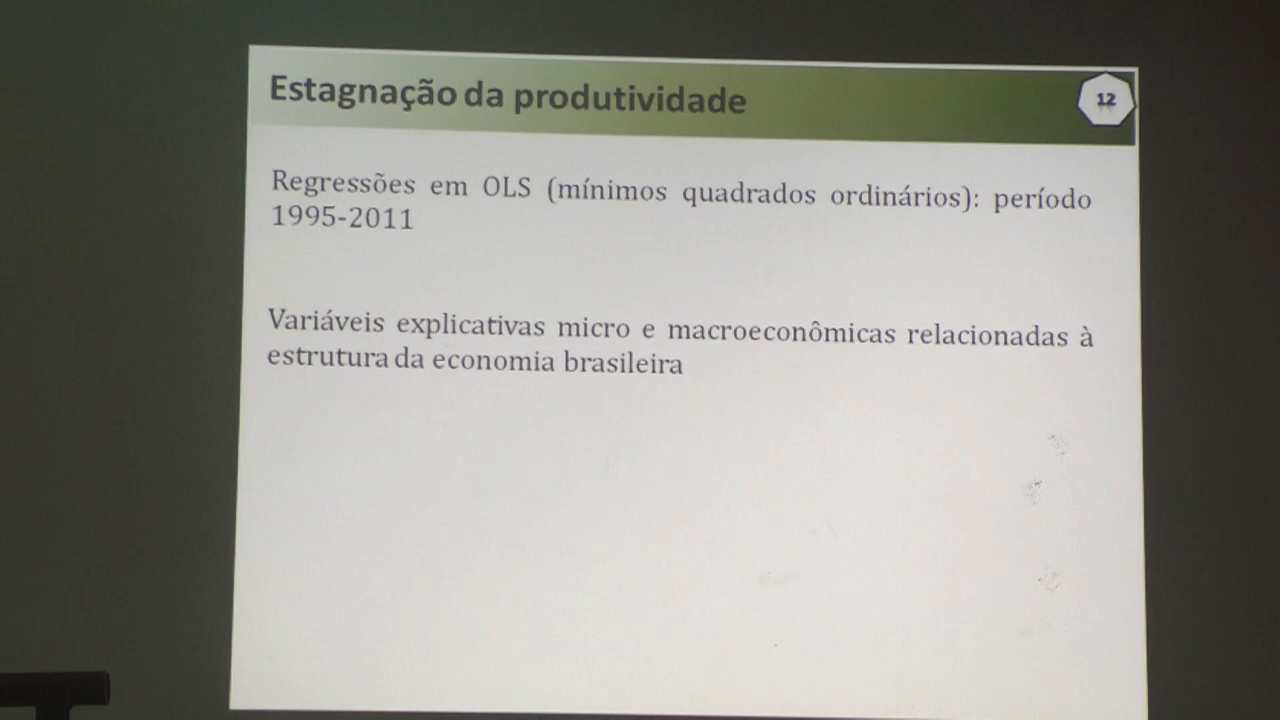 Estagnação da produtividade
12
Regressões em OLS (mínimos quadrados ordinários): período
1995-2011
Variáveis explicativas micro e macroeconômicas relacionadas à
estrutura da economia brasileira